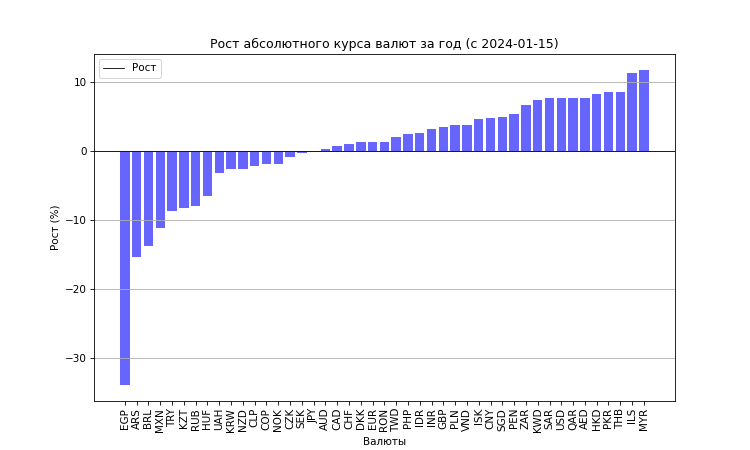 Рост абсолютного курса валют за год (с 2024-01-15)
Рост
10
0
−10
−20
−30
Рост (%)
EGP ARS BRL MXN TRY KZT RUB HUF UAH KRW NZD CLP COP NOK CZK SEK JPY AUD CAD CHF DKK EUR RON TWD PHP IDR INR GBP PLN VND ISK CNY SGD PEN ZAR KWD SAR USD QAR AED HKD PKR THB ILS MYR
Валюты